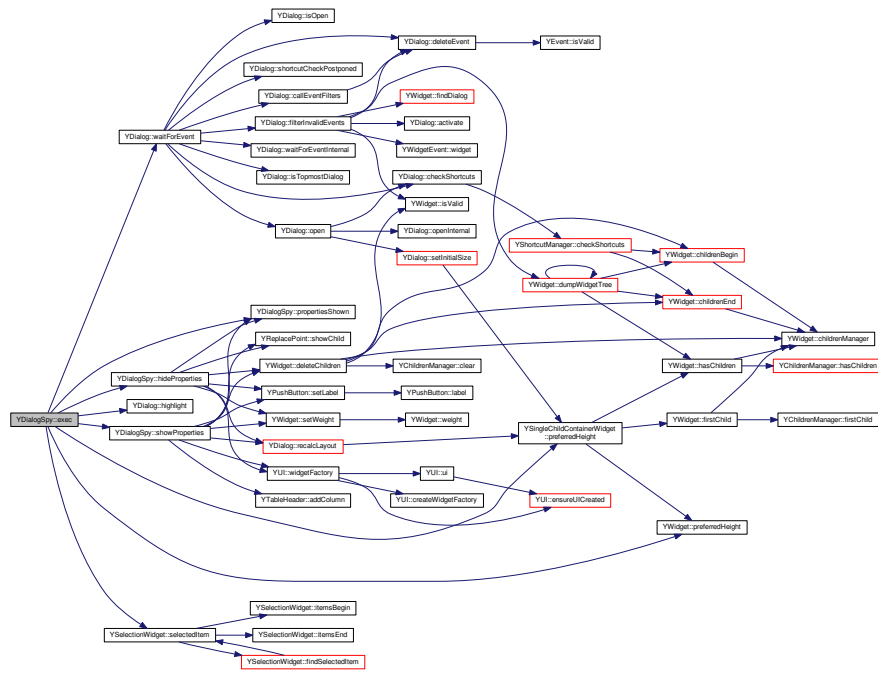 YDialog::isOpen
YDialog::deleteEvent
YEvent::isValid
YDialog::shortcutCheckPostponed
YDialog::callEventFilters
YWidget::findDialog
YDialog::filterInvalidEvents
YDialog::activate
YDialog::waitForEvent
YDialog::waitForEventInternal
YWidgetEvent::widget
YDialog::isTopmostDialog
YDialog::checkShortcuts
YWidget::isValid
YDialog::open
YDialog::openInternal
YShortcutManager::checkShortcuts
YDialog::setInitialSize
YWidget::childrenBegin
YWidget::dumpWidgetTree
YWidget::childrenEnd
YDialogSpy::propertiesShown
YReplacePoint::showChild
YWidget::childrenManager
YWidget::deleteChildren
YChildrenManager::clear
YWidget::hasChildren
YChildrenManager::hasChildren
YDialogSpy::hideProperties
YPushButton::setLabel
YPushButton::label
YDialog::highlight
YDialogSpy::exec
YWidget::setWeight
YWidget::weight
YWidget::firstChild
YChildrenManager::firstChild
YDialogSpy::showProperties
YSingleChildContainerWidget
::preferredHeight
YDialog::recalcLayout
YUI::widgetFactory
YUI::ui
YTableHeader::addColumn
YUI::createWidgetFactory
YUI::ensureUICreated
YWidget::preferredHeight
YSelectionWidget::itemsBegin
YSelectionWidget::selectedItem
YSelectionWidget::itemsEnd
YSelectionWidget::findSelectedItem